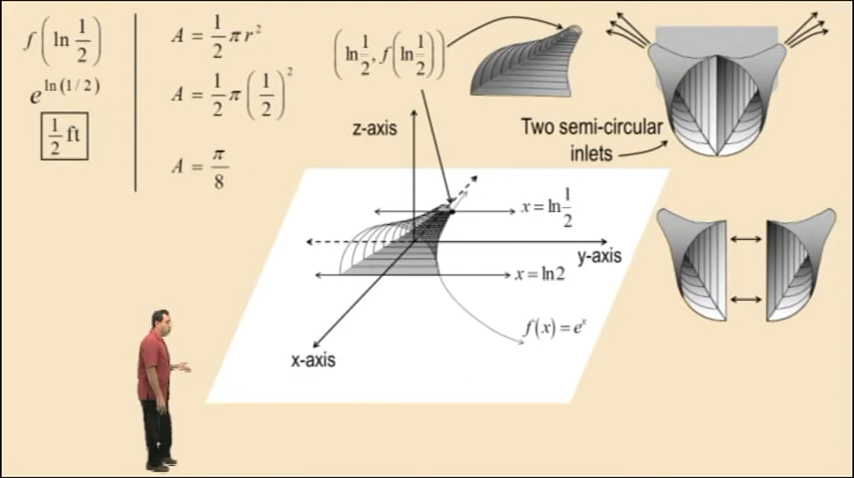 f(ln 1/2)
e^ln(1/2)
1/2 ft
A = 1/2 πr²
A = 1/2 π(1/2)²
A = π/8
(ln 1/2, f(ln 1/2))
z-axis
Two semi-circular
inlets
x = ln 1/2
y-axis
x = ln2
f(x) = eˣ
x-axis